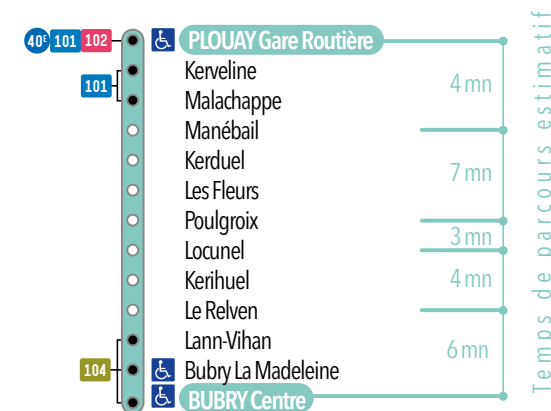 40E 101 102 PLOUAY Gare Routière
Kerveline
101
Malachappe
4 mn
Manébail
Kerduel
7 mn
Les Fleurs
Poulgroix
3 mn
Locunel
Kerihuel
4 mn
Le Relven
Lann-Vihan
6 mn
104
Bubry La Madeleine
BUBRY Centre
Temps de parcours estimatif